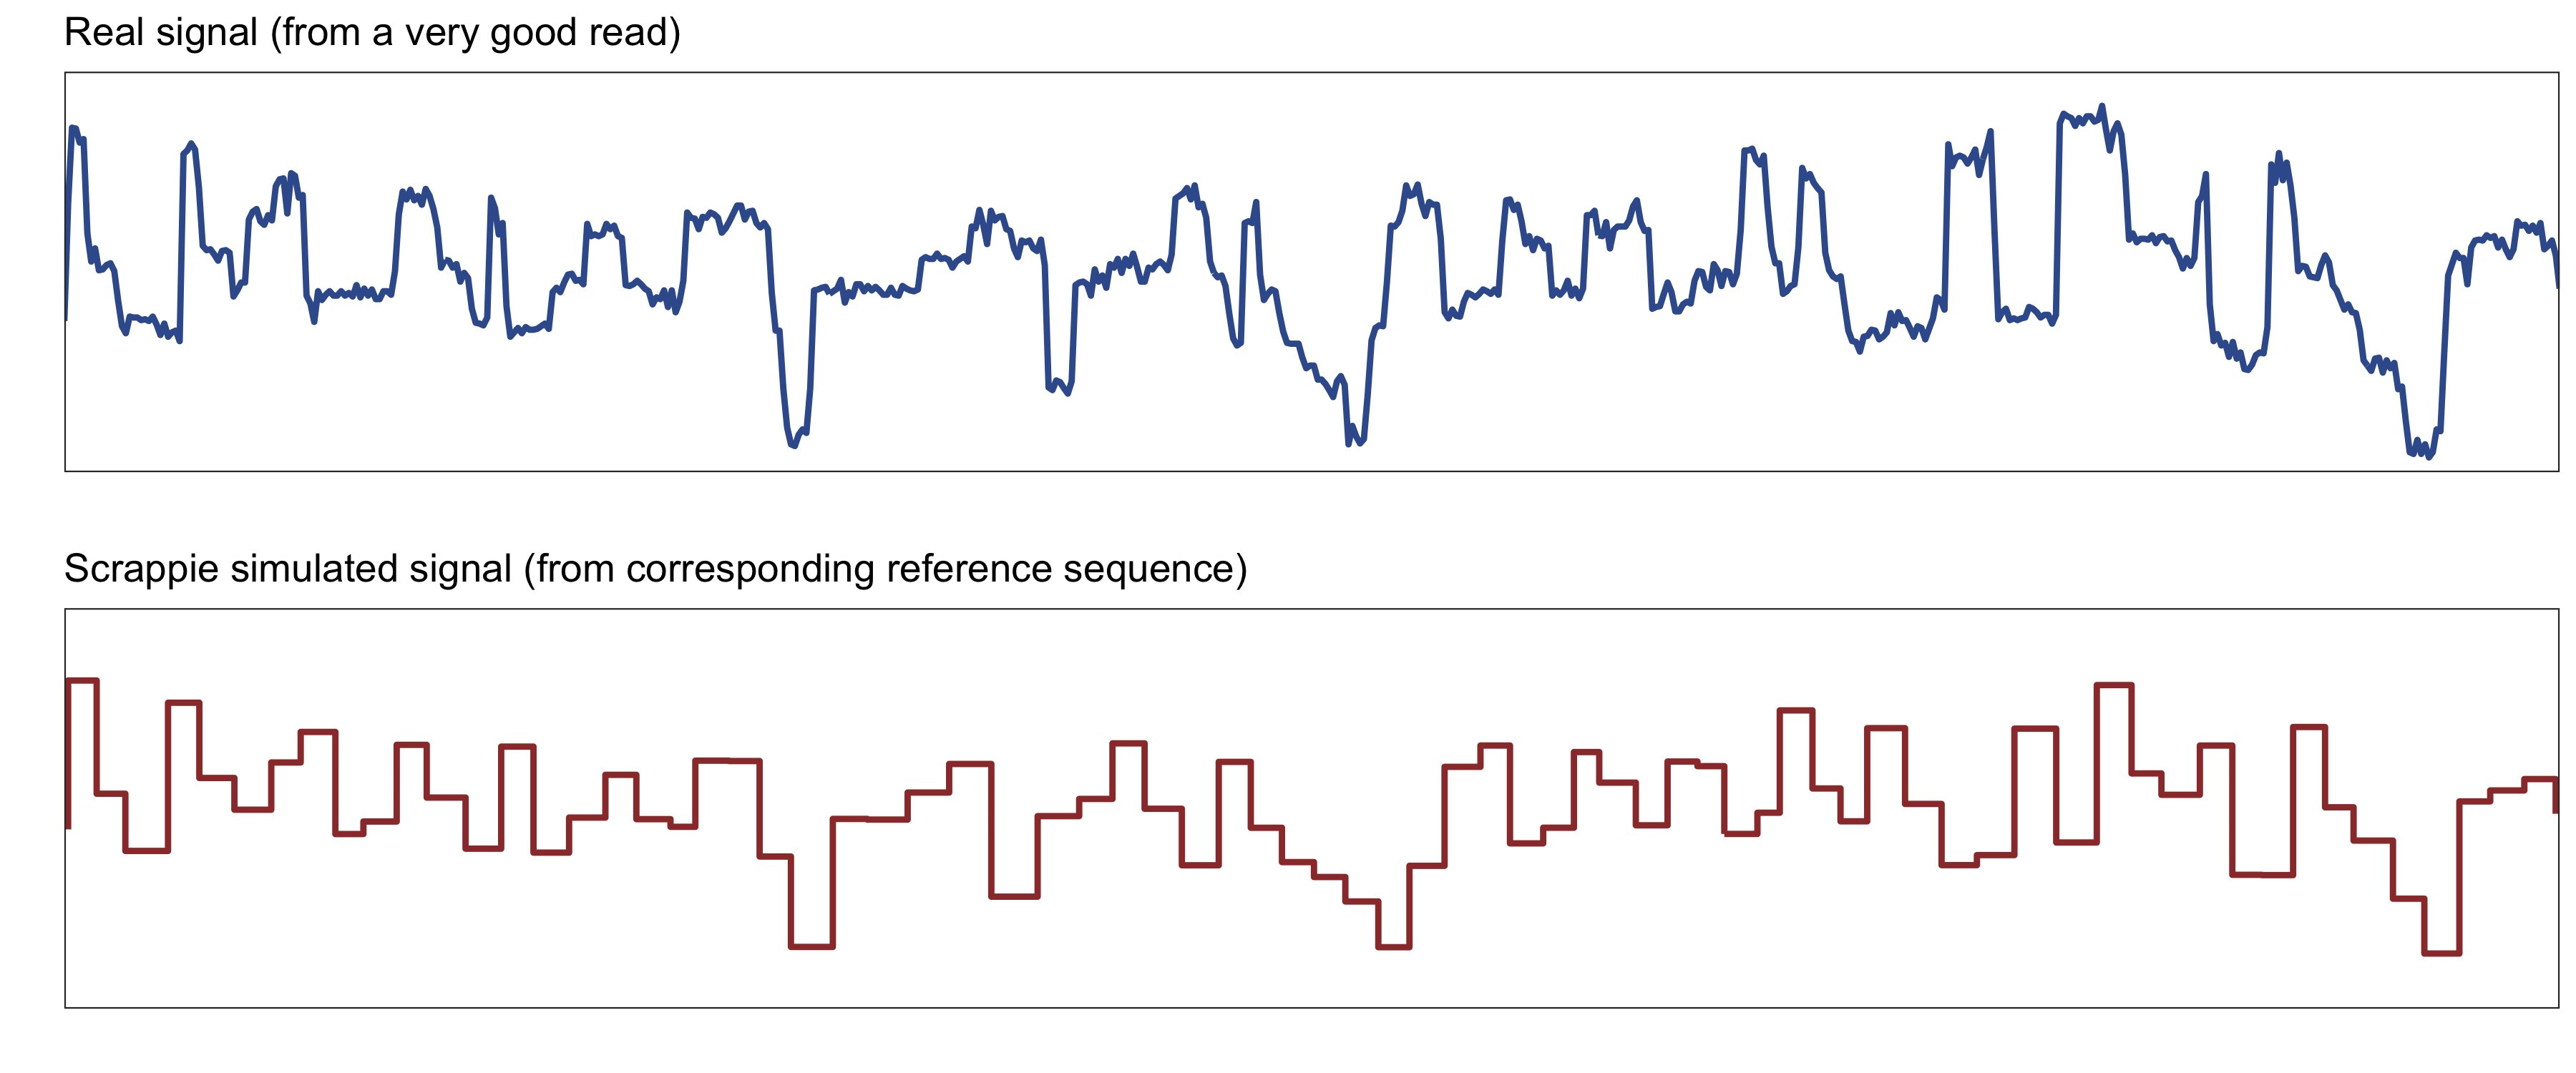 Real signal (from a very good read)
Scrappie simulated signal (from corresponding reference sequence)